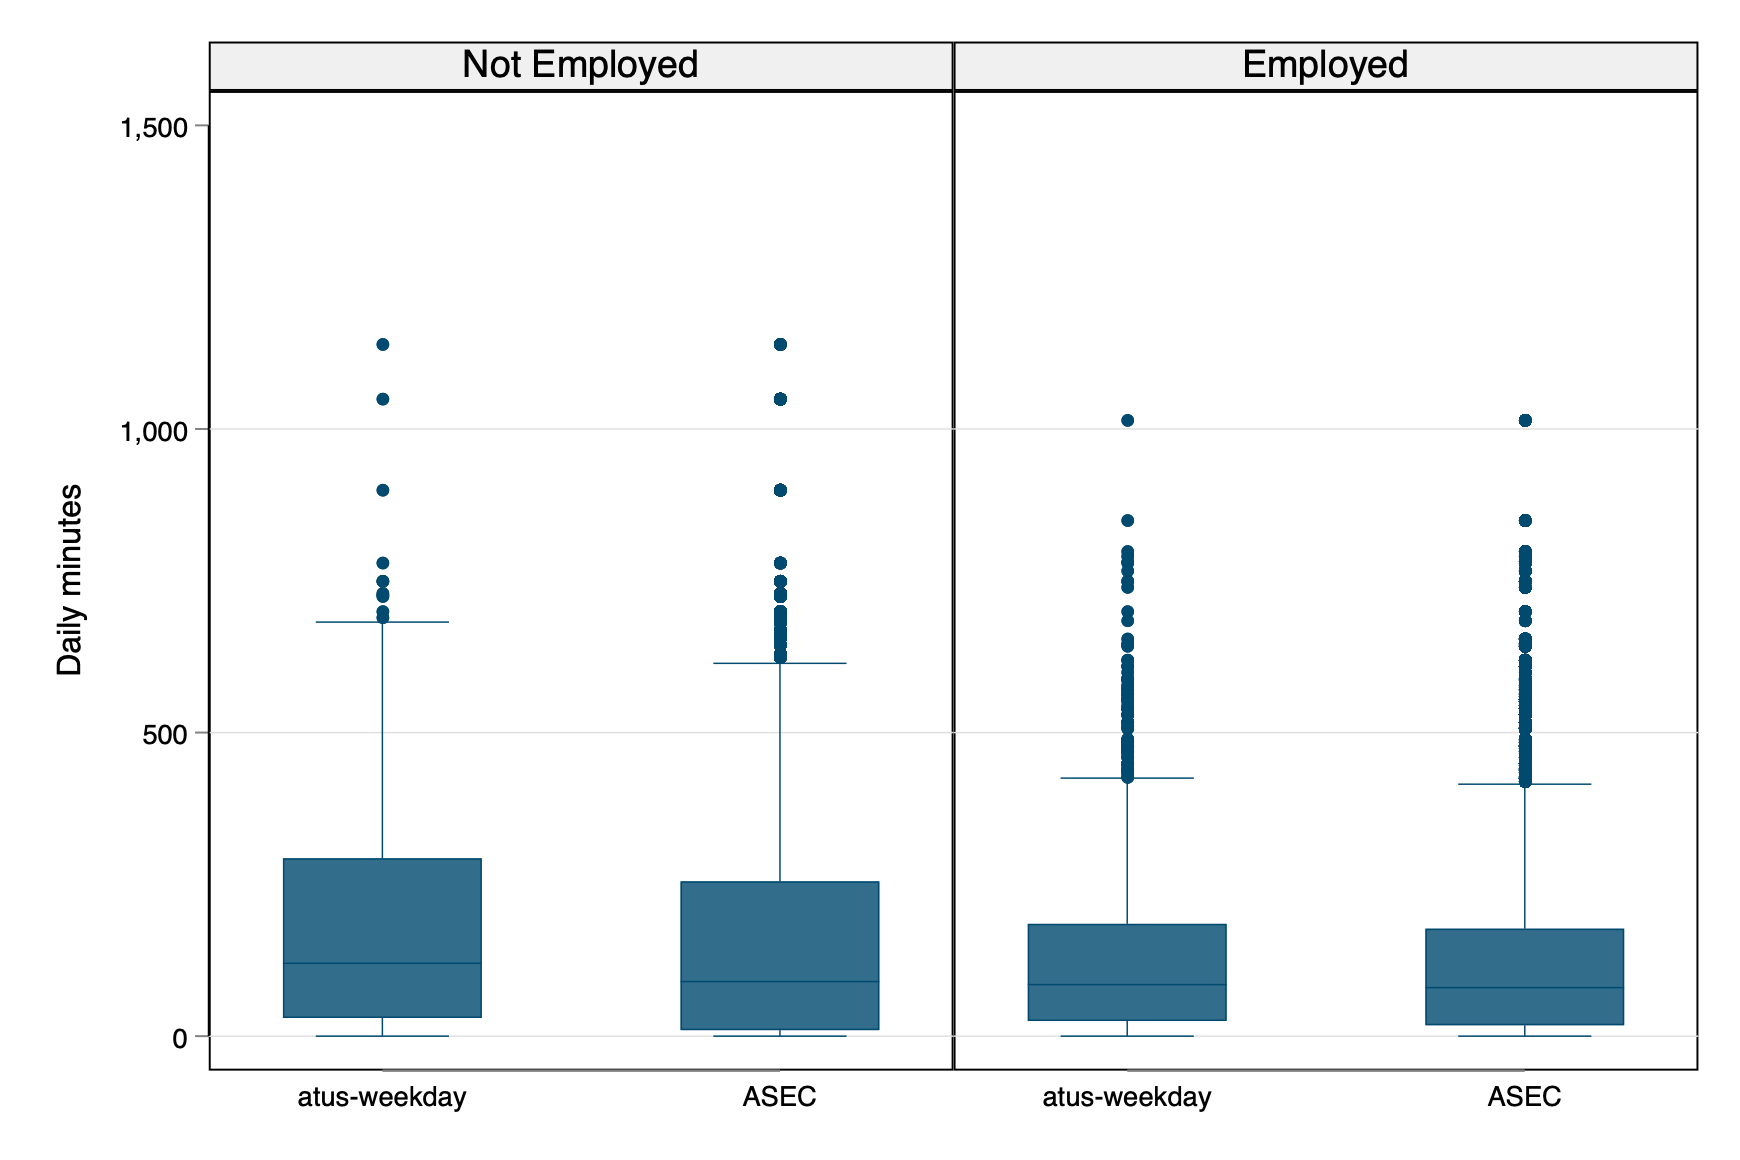 Not Employed
Employed
1,500
1,000
500
0
Daily minutes
atus-weekday
ASEC
atus-weekday
ASEC